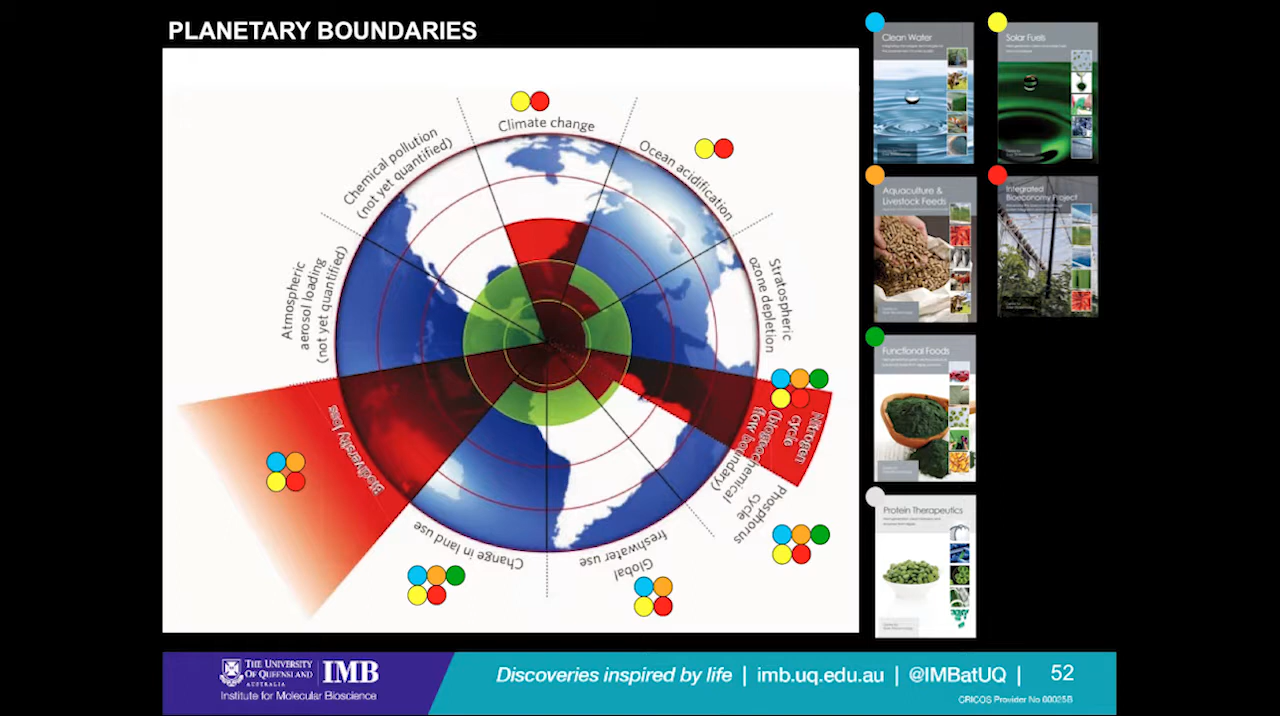 PLANETARY BOUNDARIES
Climate change
Ocean acidification
Stratospheric
ozone depletion
Nitrogen
cycle
(biogeochemical
flow boundary)
Phosphorus
cycle
Global
freshwater use
Change in land use
Biodiversity loss
Atmospheric
aerosol loading
(not yet quantified)
Chemical pollution
(not yet quantified)
Clean Water
Solar Fuels
Aquaculture &
Livestock Feeds
Integrated
Bioeconomy Project
Functional Foods
Protein Therapeutics
THE UNIVERSITY
OF QUEENSLAND
AUSTRALIA
IMB
Institute for Molecular Bioscience
Discoveries inspired by life | imb.uq.edu.au | @IMBatUQ | 52
CRICOS Provider No 00025B